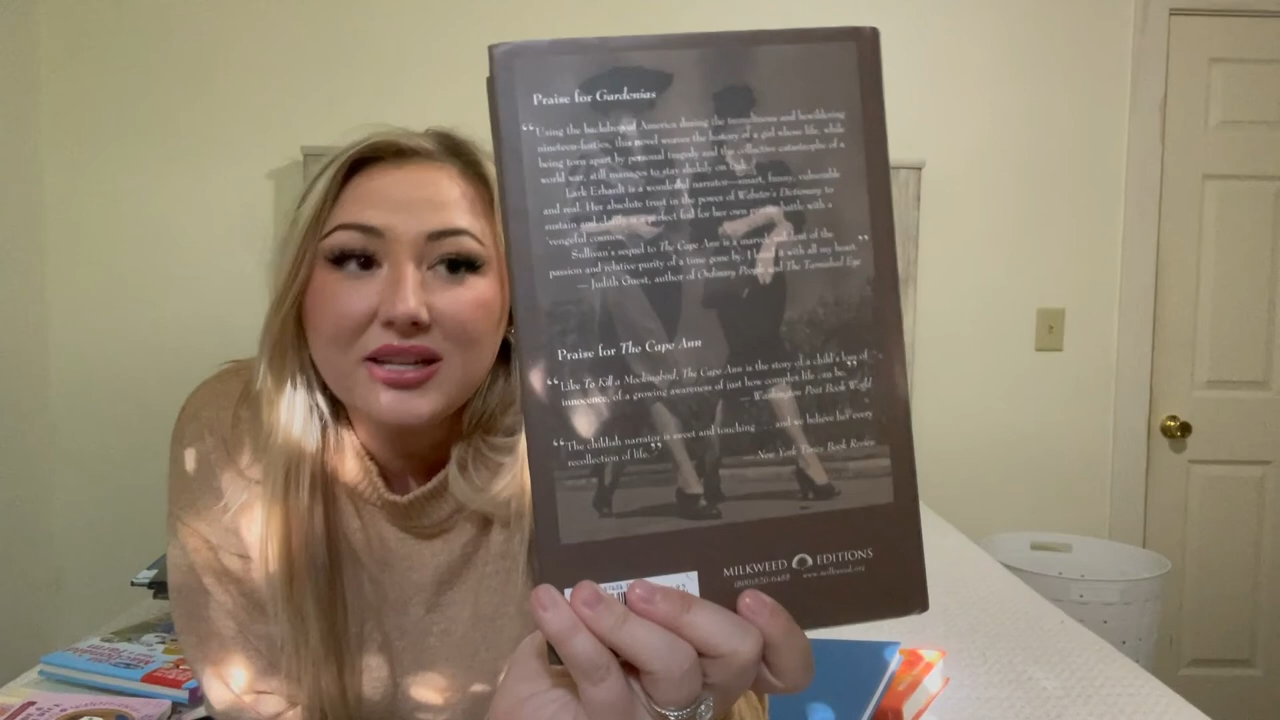 Praise for Gardenias
“Using the backdrop of America during the tumultuous and bewildering
nineteen-forties, this novel weaves the history of a girl whose life, while
being torn apart by personal tragedy and the collective catastrophe of a
world war, still manages to stay shakily on
Lark Erhardt is a wonderful narrator—smart, funny, vulnerable
and real. Her absolute trust in the power of Webster's Dictionary to
sustain and clarify is a perfect foil for her own battle with a
vengeful cosmos.
Sullivan's sequel to The Cape Ann is a marvel, of the
passion and relative purity of a time gone by. I it with all my heart.”
— Judith Guest, author of Ordinary People and The Tarnished Eye
Praise for The Cape Ann
“Like To Kill a Mockingbird, The Cape Ann is the story of a child's loss of
innocence, of a growing awareness of just how complex life can be.”
— Washington Post Book World
“The childish narrator is sweet and touching . . . and we believe her every
recollection of life.”
— New York Times Book Review
MILKWEED EDITIONS
(800) 520-6455 www.milkweed.org